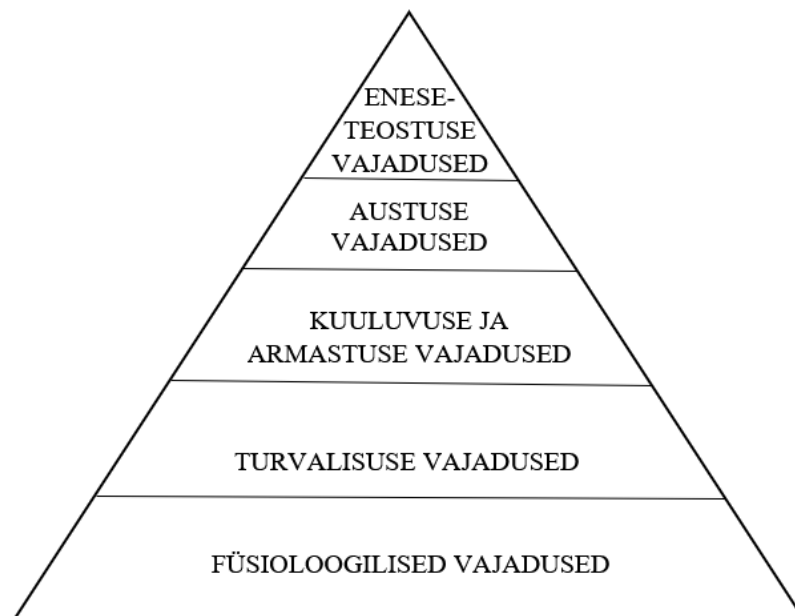 ENESE-
TEOSTUSE
VAJADUSED
AUSTUSE
VAJADUSED
KUULUVUSE JA
ARMASTUSE VAJADUSED
TURVALISUSE VAJADUSED
FÜSIOLOOGILISED VAJADUSED